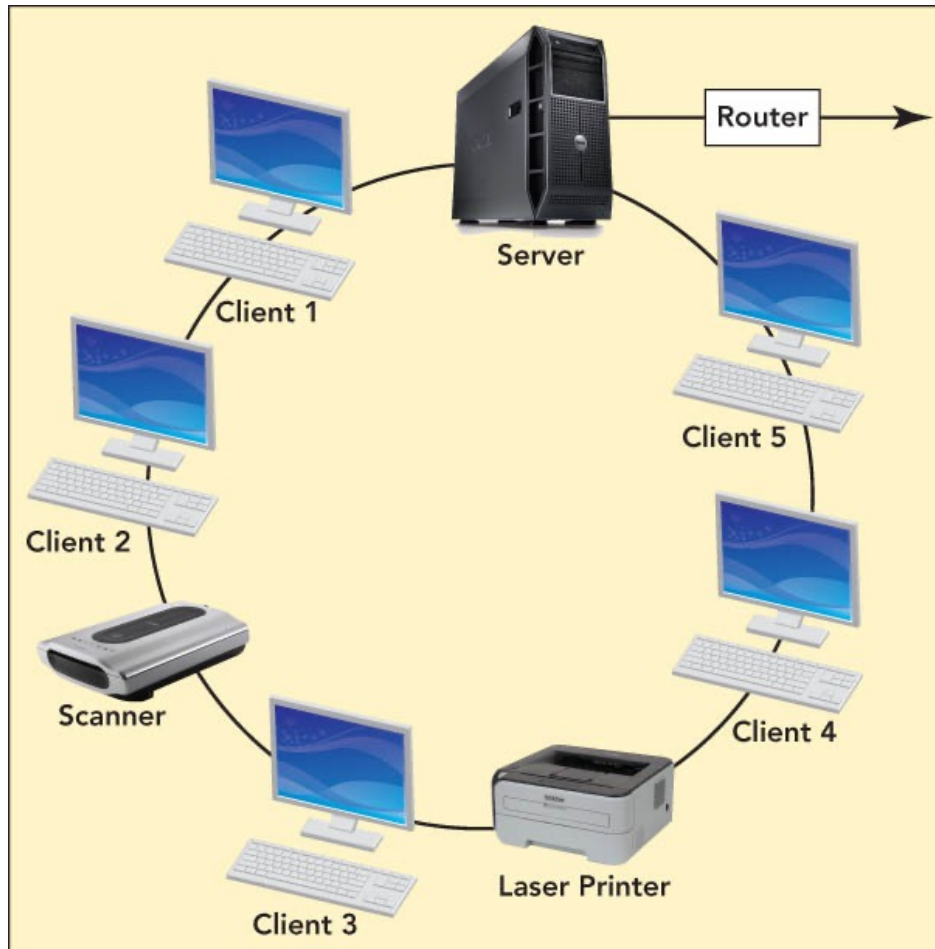 Router
Server
Client 1
Client 5
Client 2
Scanner
Client 4
Laser Printer
Client 3